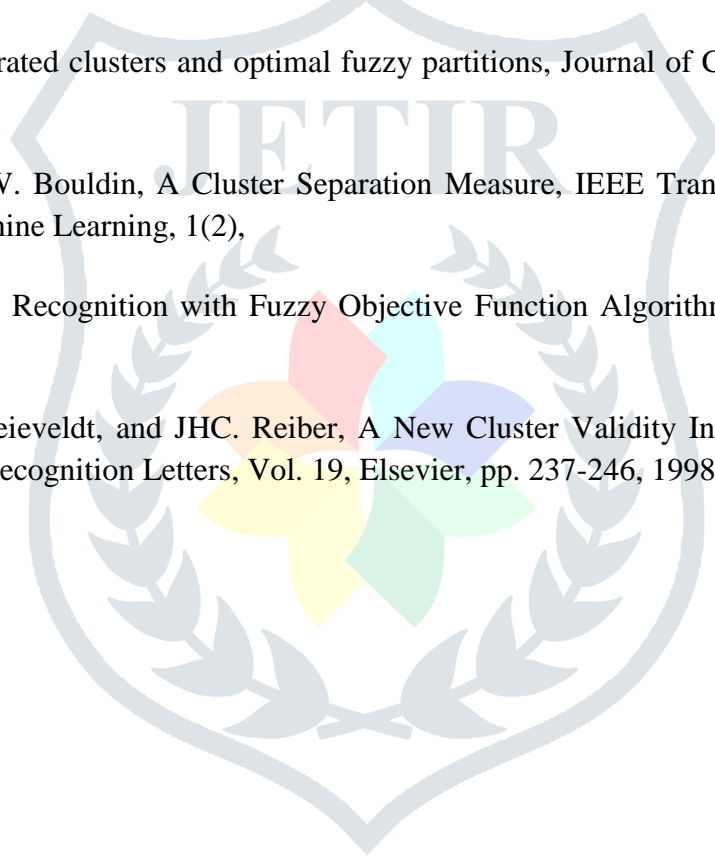 rated clusters and optimal fuzzy partitions, Journal of C
JETIR
W. Bouldin, A Cluster Separation Measure, IEEE Tran
hine Learning, 1(2),
Recognition with Fuzzy Objective Function Algorithm
eieveldt, and JHC. Reiber, A New Cluster Validity In
ecognition Letters, Vol. 19, Elsevier, pp. 237-246, 1998